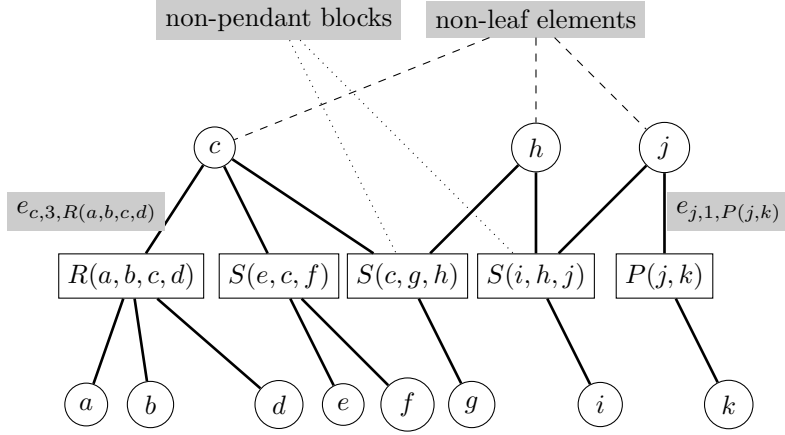 non-pendant blocks
non-leaf elements
c
h
j
e_{c,3,R(a,b,c,d)}
e_{j,1,P(j,k)}
R(a, b, c, d)
S(e, c, f)
S(c, g, h)
S(i, h, j)
P(j, k)
a
b
d
e
f
g
i
k